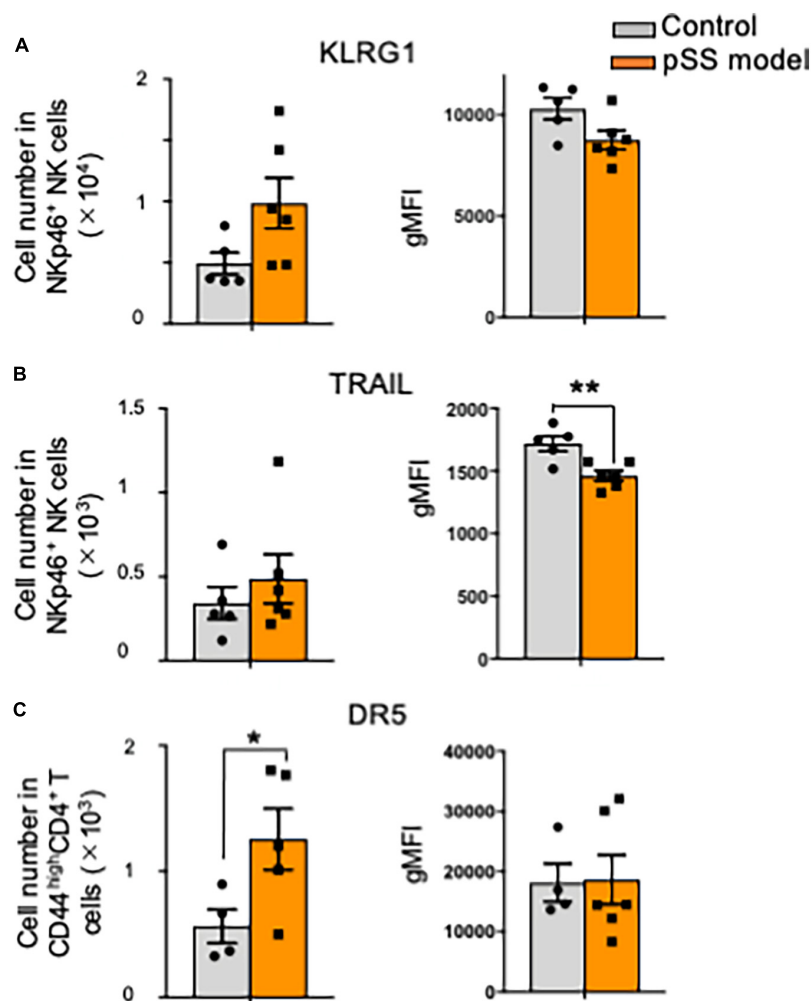 Control
pSS model
A
KLRG1
Cell number in
NKp46⁺ NK cells
(×10⁴)
2
1
0
gMFI
10000
5000
0
B
TRAIL
Cell number in
NKp46⁺ NK cells
(×10³)
1.5
1
0.5
0
gMFI
**
2000
1500
1000
500
0
C
DR5
Cell number in
CD44ʰⁱᵍʰCD4⁺T
cells (×10³)
*
2
1
0
gMFI
40000
30000
20000
10000
0